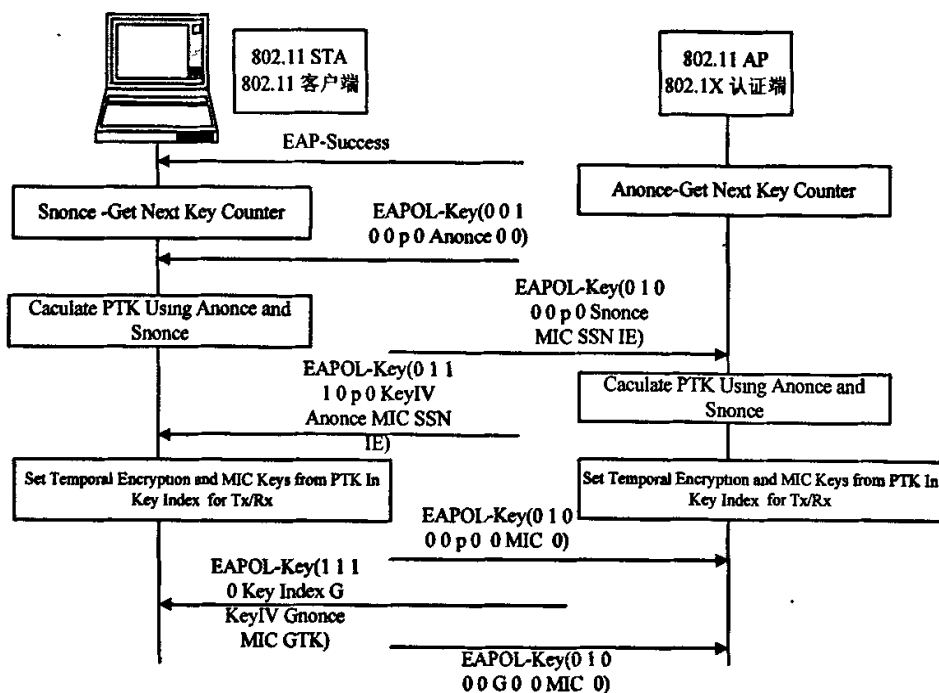 802.11 STA
802.11 客户端
802.11 AP
802.1X 认证端
EAP-Success
Anonce-Get Next Key Counter
Snonce -Get Next Key Counter
EAPOL-Key(0 0 1
0 0 p 0 Anonce 0 0)
EAPOL-Key(0 1 0
0 0 p 0 Snonce
MIC SSN IE)
Caculate PTK Using Anonce and
Snonce
EAPOL-Key(0 1 1
1 0 p 0 KeyIV
Anonce MIC SSN
IE)
Caculate PTK Using Anonce and
Snonce
Set Temporal Encryption and MIC Keys from PTK In
Key Index for Tx/Rx
Set Temporal Encryption and MIC Keys from PTK In
Key Index for Tx/Rx
EAPOL-Key(0 1 0
0 0 p 0 0 MIC 0)
EAPOL-Key(1 1 1
0 Key Index G
KeyIV Gnonce
MIC GTK)
EAPOL-Key(0 1 0
0 0 G 0 0 MIC 0)